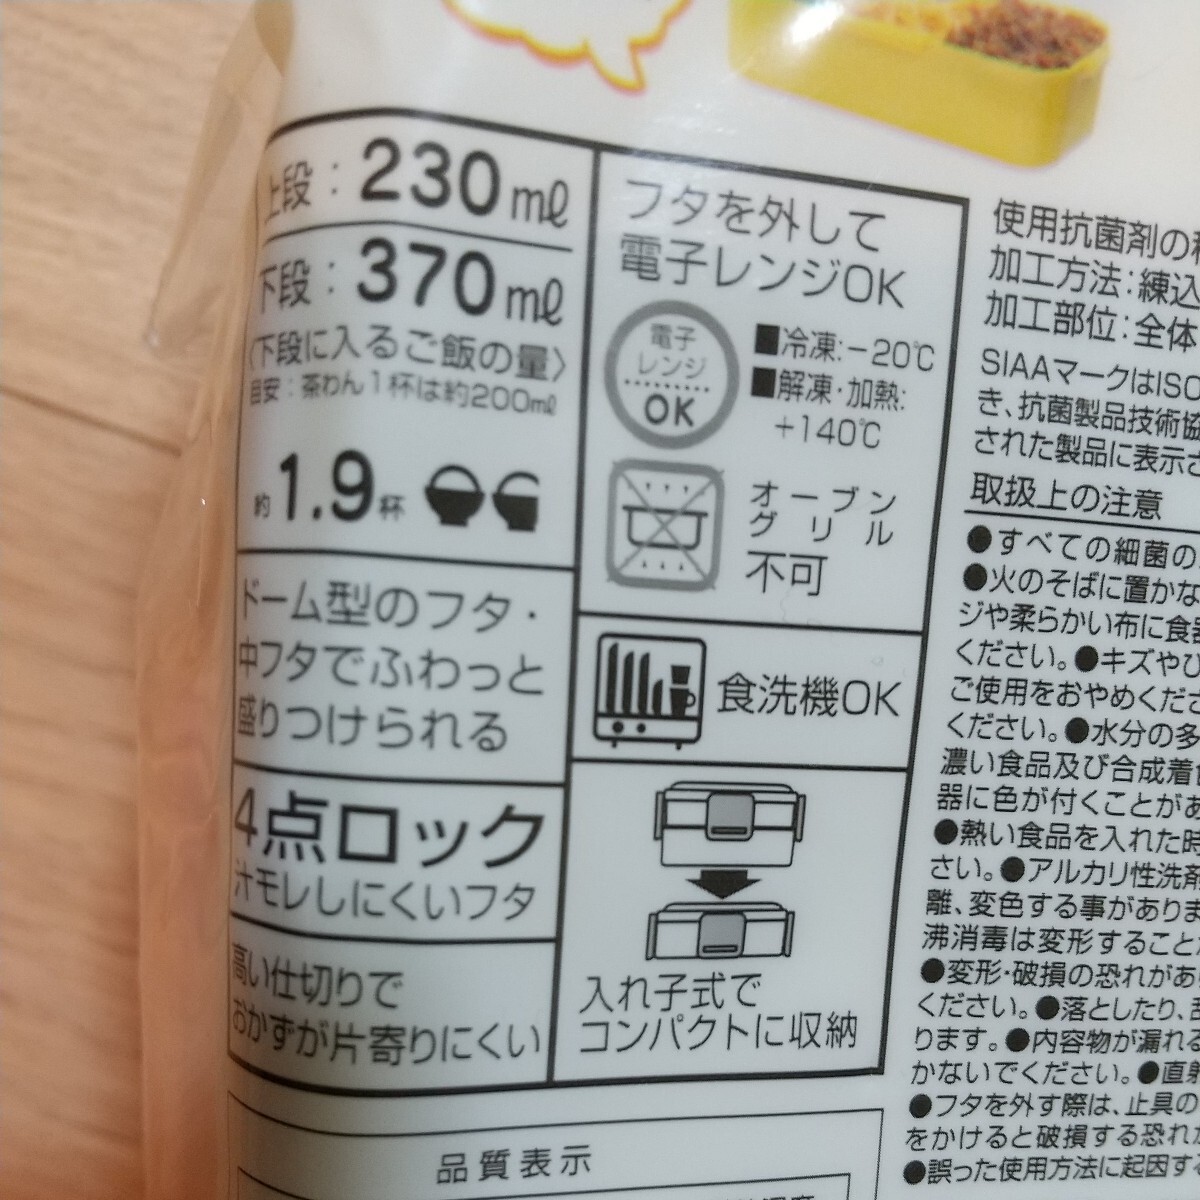 上段：230ml
下段：370ml
〈下段に入るご飯の量〉
目安：茶わん1杯は約200ml
約1.9杯
ドーム型のフタ・
中フタでふわっと
盛りつけられる
4点ロック
汁モレしにくいフタ
高い仕切りで
おかずが片寄りにくい
フタを外して
電子レンジOK
電子
レンジ
OK
■冷凍:−20℃
■解凍・加熱:
+140℃
オーブン
グリル
不可
食洗機OK
入れ子式で
コンパクトに収納
使用抗菌剤の
加工方法：練込
加工部位：全体
SIAAマークはISO
き、抗菌製品技術協
された製品に表示さ
取扱上の注意
●すべての細菌の
●火のそばに置かな
ジや柔らかい布に食器
ください。●キズやひ
ご使用をおやめくださ
ください。●水分の多
濃い食品及び合成着色
器に色が付くことがあ
●熱い食品を入れた時
さい。●アルカリ性洗剤
離、変色する事がありま
沸消毒は変形すること
●変形・破損の恐れがあ
ください。●落としたり、
ります。●内容物が漏れる
かないでください。●直射
●フタを外す際は、止具の
をかけると破損する恐れ
●誤った使用方法に起因す
品質表示